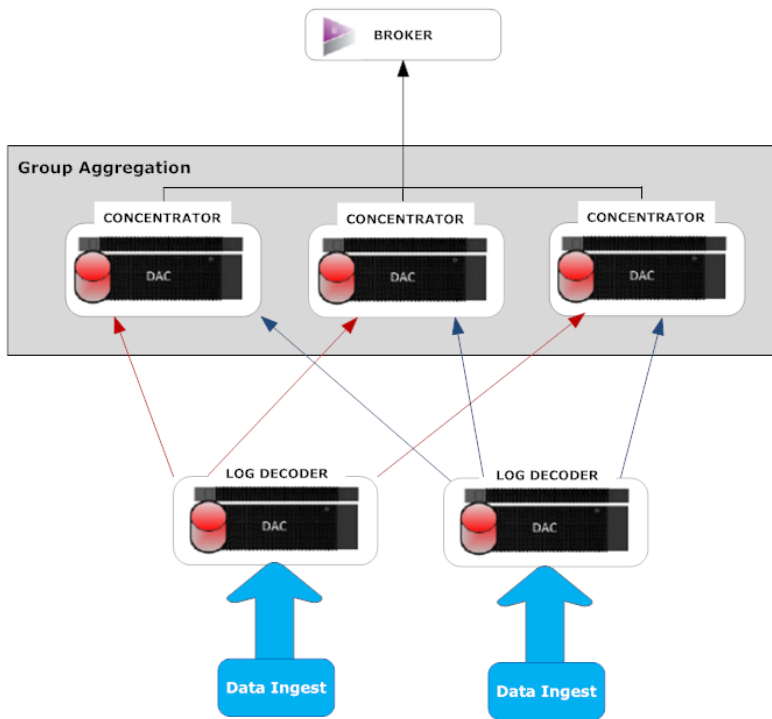 BROKER
Group Aggregation
CONCENTRATOR
CONCENTRATOR
CONCENTRATOR
DAC
DAC
DAC
LOG DECODER
LOG DECODER
DAC
DAC
Data Ingest
Data Ingest